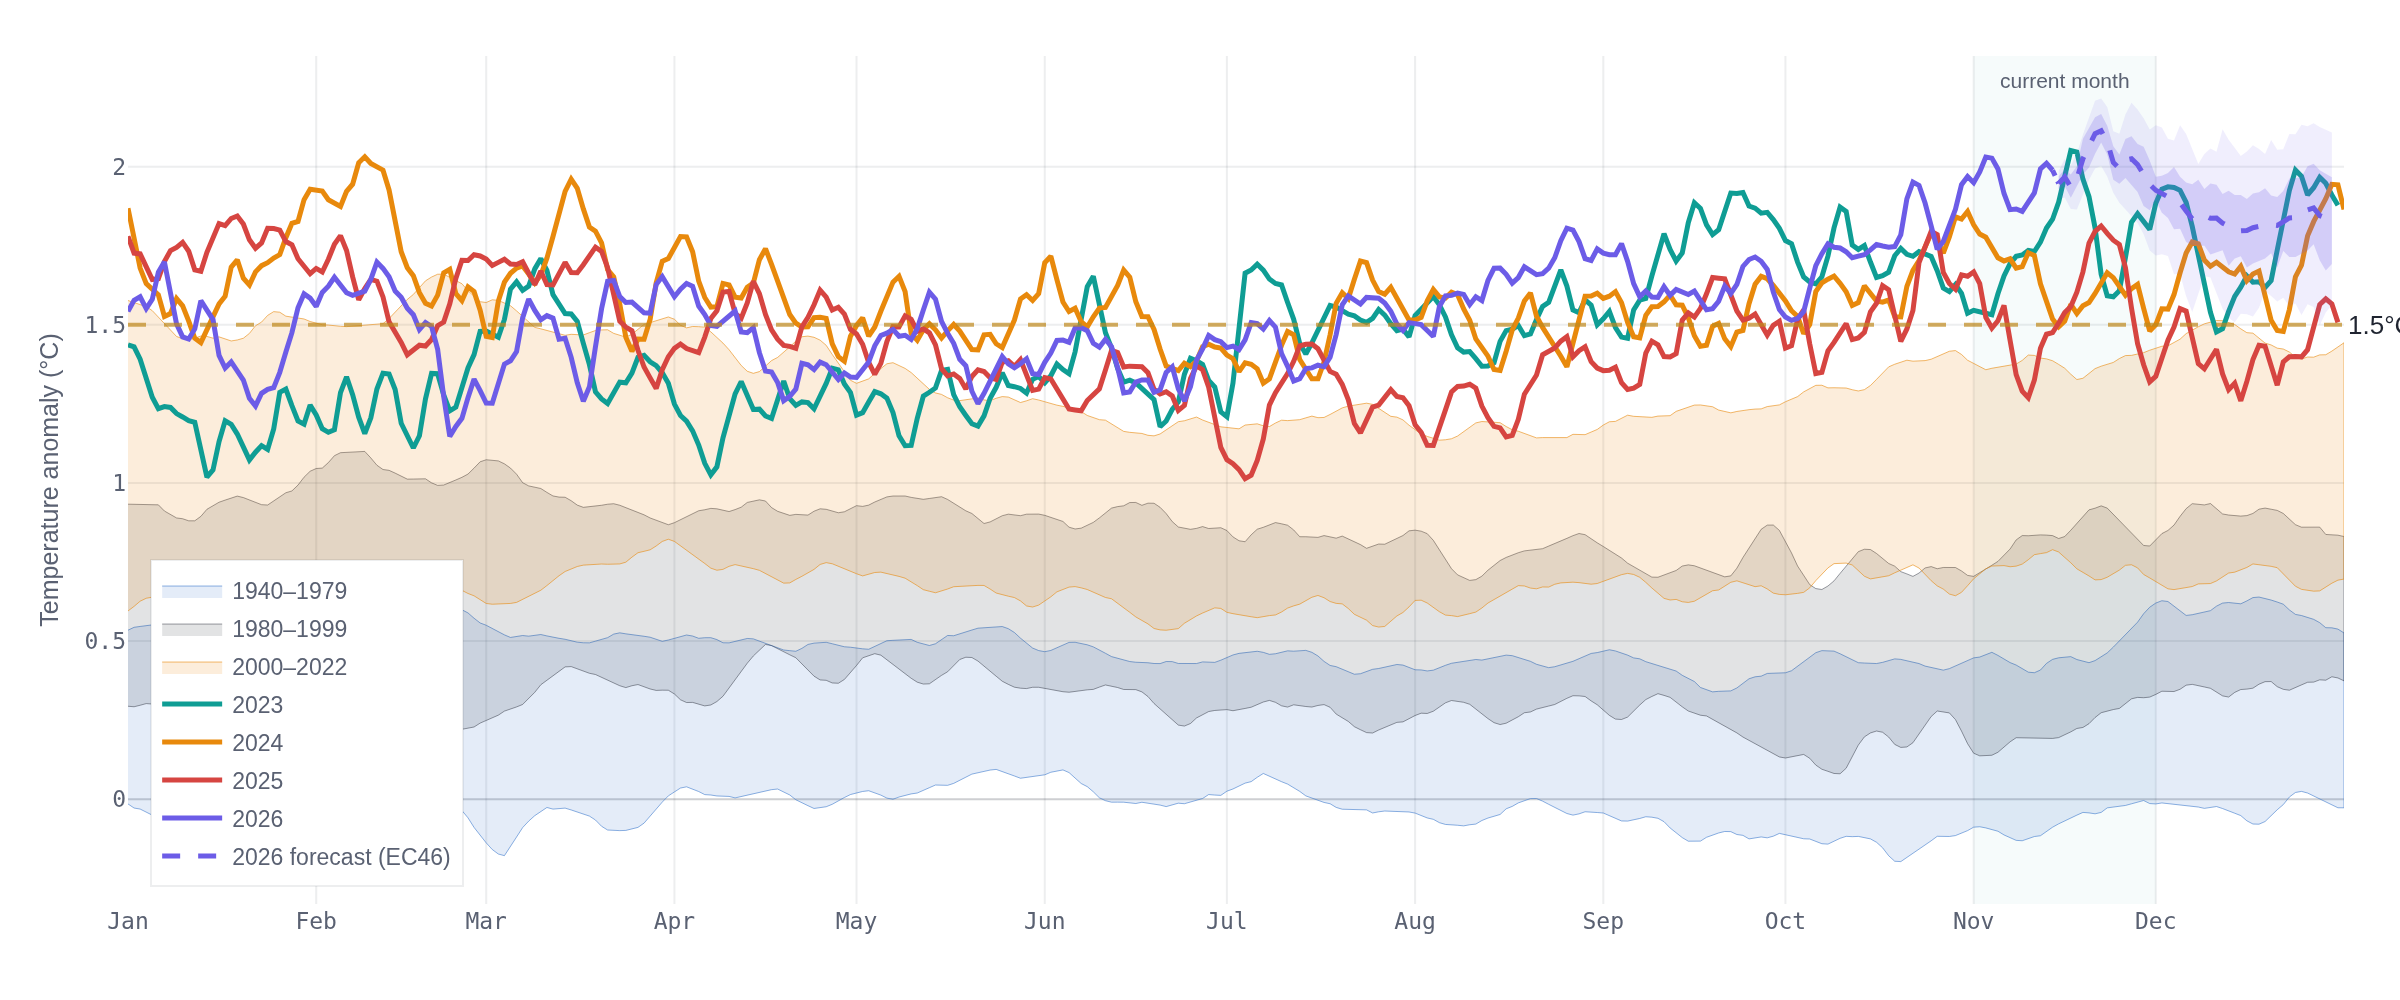 current month
Temperature anomaly (°C)
2
1.5
1
0.5
0
1.5°C
1940–1979
1980–1999
2000–2022
2023
2024
2025
2026
2026 forecast (EC46)
Jan Feb Mar Apr May Jun Jul Aug Sep Oct Nov Dec